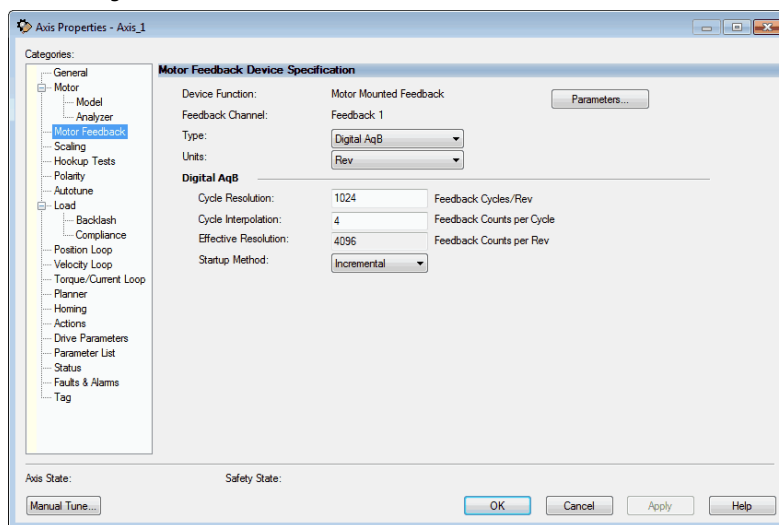 Axis Properties - Axis_1
Categories:
General
Motor
Model
Analyzer
Motor Feedback
Scaling
Hookup Tests
Polarity
Autotune
Load
Backlash
Compliance
Position Loop
Velocity Loop
Torque/Current Loop
Planner
Homing
Actions
Drive Parameters
Parameter List
Status
Faults & Alarms
Tag
Motor Feedback Device Specification
Device Function: Motor Mounted Feedback Parameters...
Feedback Channel: Feedback 1
Type: Digital AqB
Units: Rev
Digital AqB
Cycle Resolution: 1024 Feedback Cycles/Rev
Cycle Interpolation: 4 Feedback Counts per Cycle
Effective Resolution: 4096 Feedback Counts per Rev
Startup Method: Incremental
Axis State: Safety State:
Manual Tune... OK Cancel Apply Help